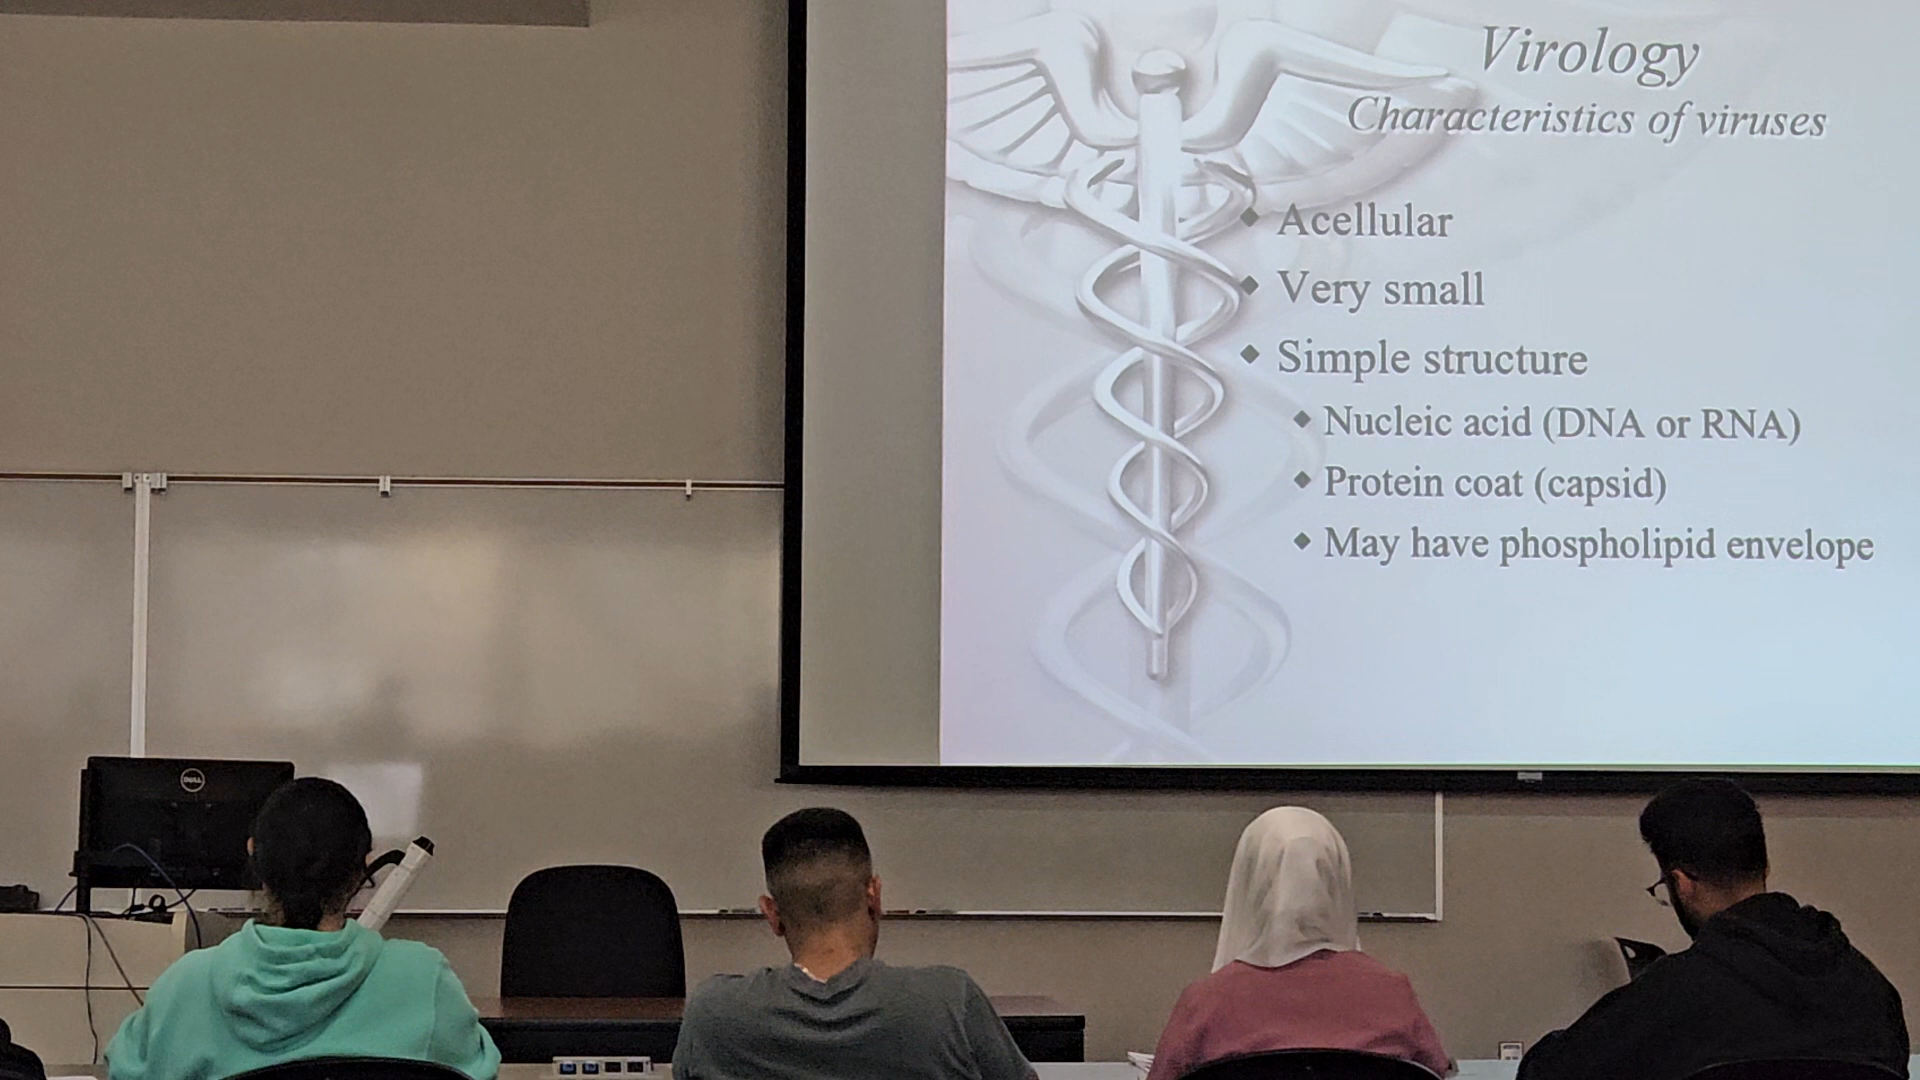 Virology
Characteristics of viruses
Acellular
Very small
Simple structure
Nucleic acid (DNA or RNA)
Protein coat (capsid)
May have phospholipid envelope
DELL